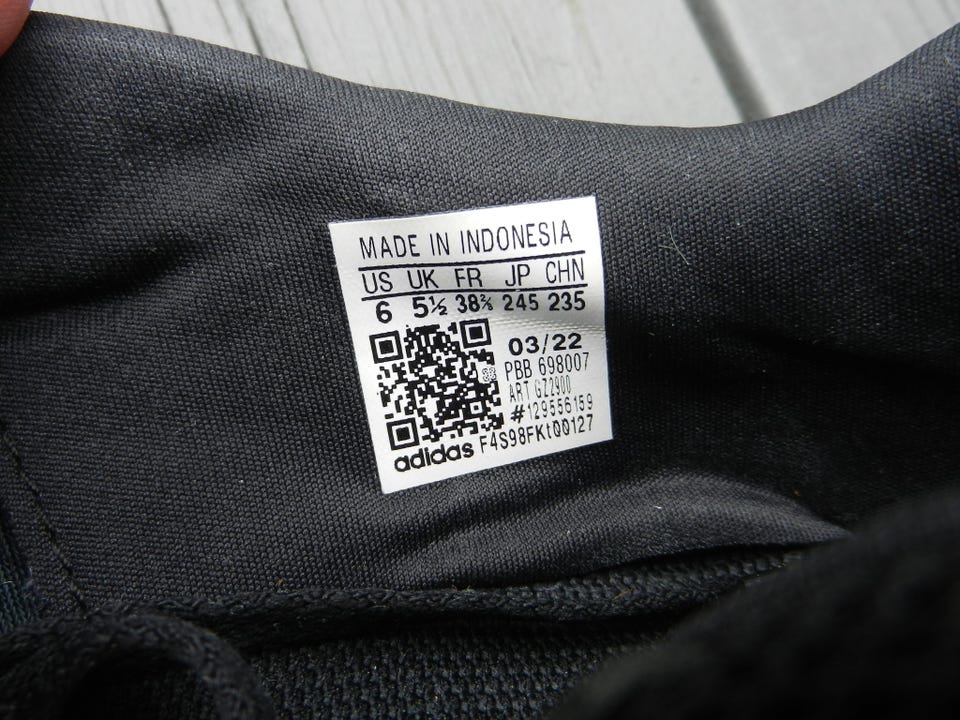 MADE IN INDONESIA
US UK FR JP CHN
6 5½ 38⅔ 245 235
03/22
PBB 698007
ART GZ2900
#129556159
adidas F4S98FKt00127